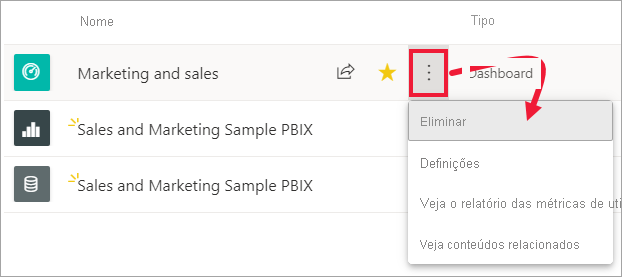 Nome Tipo
Marketing and sales Dashboard
Sales and Marketing Sample PBIX
Sales and Marketing Sample PBIX
Eliminar
Definições
Veja o relatório das métricas de uti
Veja conteúdos relacionados